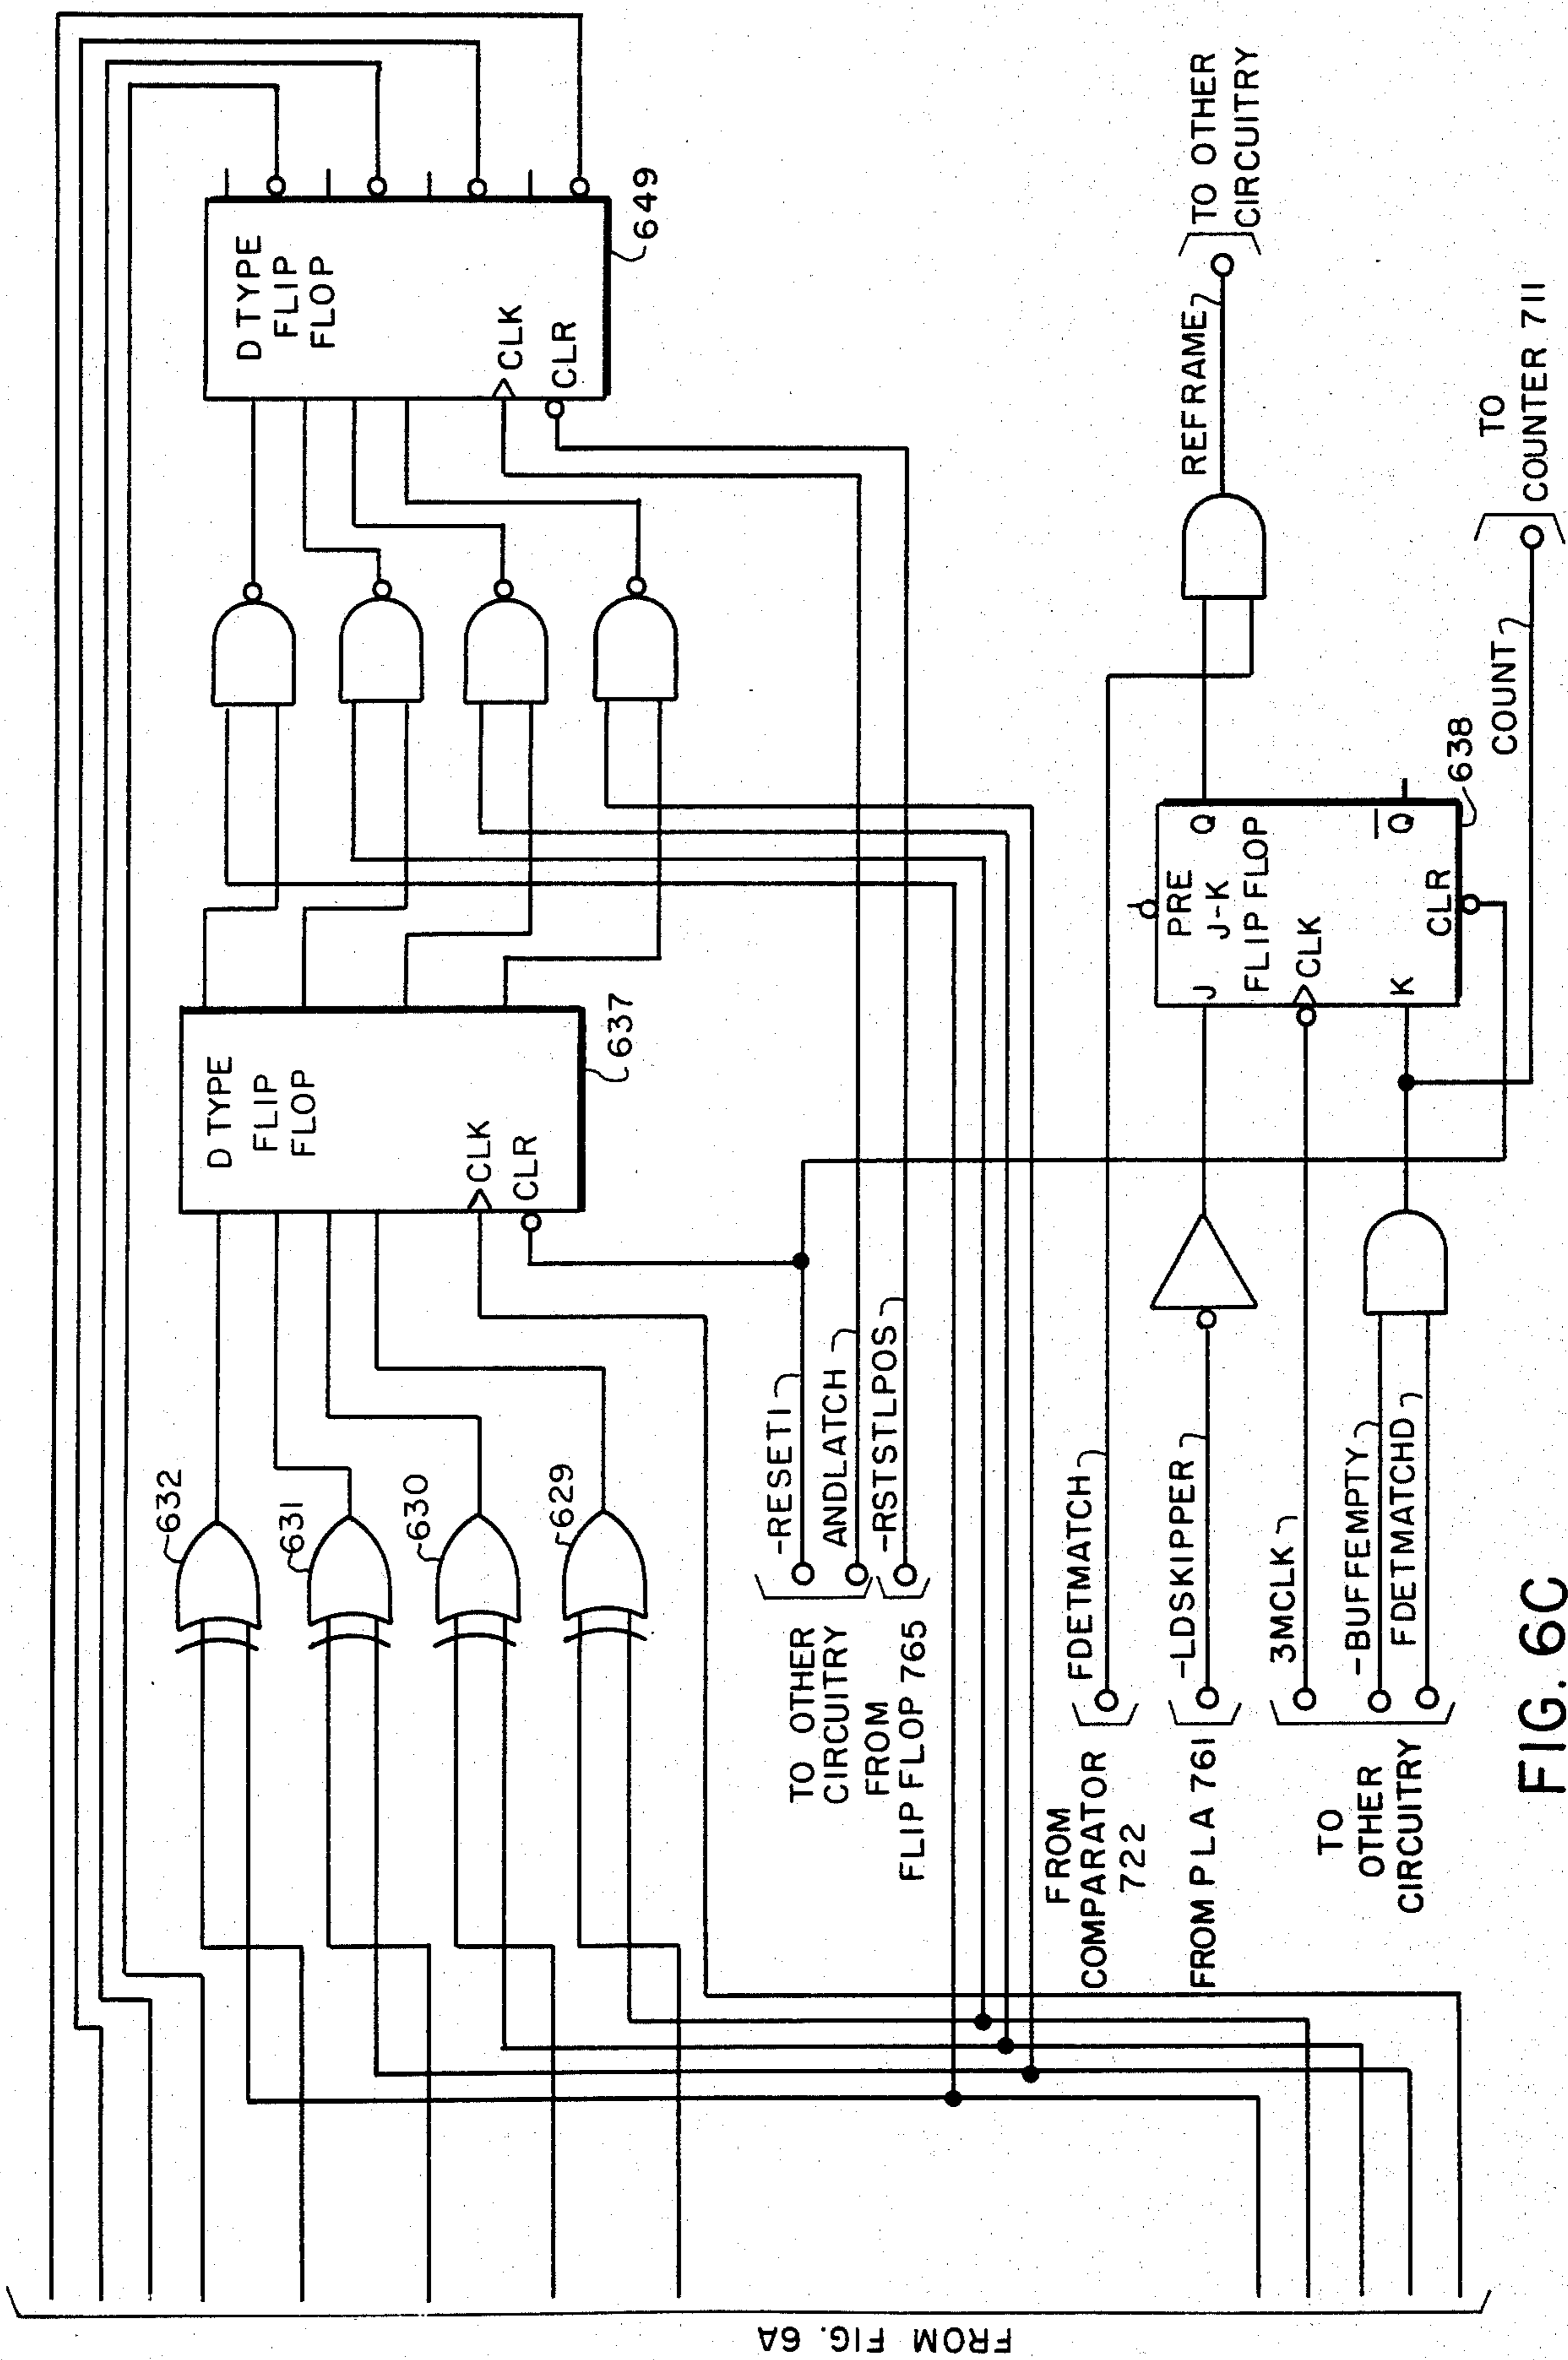 D TYPE
FLIP
FLOP
CLK
CLR
649
D TYPE
FLIP
FLOP
CLK
CLR
637
632
631
630
629
-RESET1
ANDLATCH
-RSTSTLPOS
TO OTHER
CIRCUITRY
FROM
FLIP FLOP 765
REFRAME
TO OTHER
CIRCUITRY
FDETMATCH
FROM
COMPARATOR
722
-LDSKIPPER
FROM PLA 761
3MCLK
-BUFFEMPTY
FDETMATCHD
TO
OTHER
CIRCUITRY
PRE
J-K
FLIP FLOP
J
Q
CLK
K
Q
CLR
638
COUNT
TO
COUNTER 711
FROM FIG. 6A
FIG. 6C